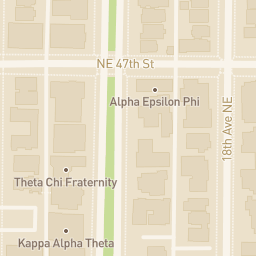 NE 47th St
Alpha Epsilon Phi
18th Ave NE
Theta Chi Fraternity
Kappa Alpha Theta